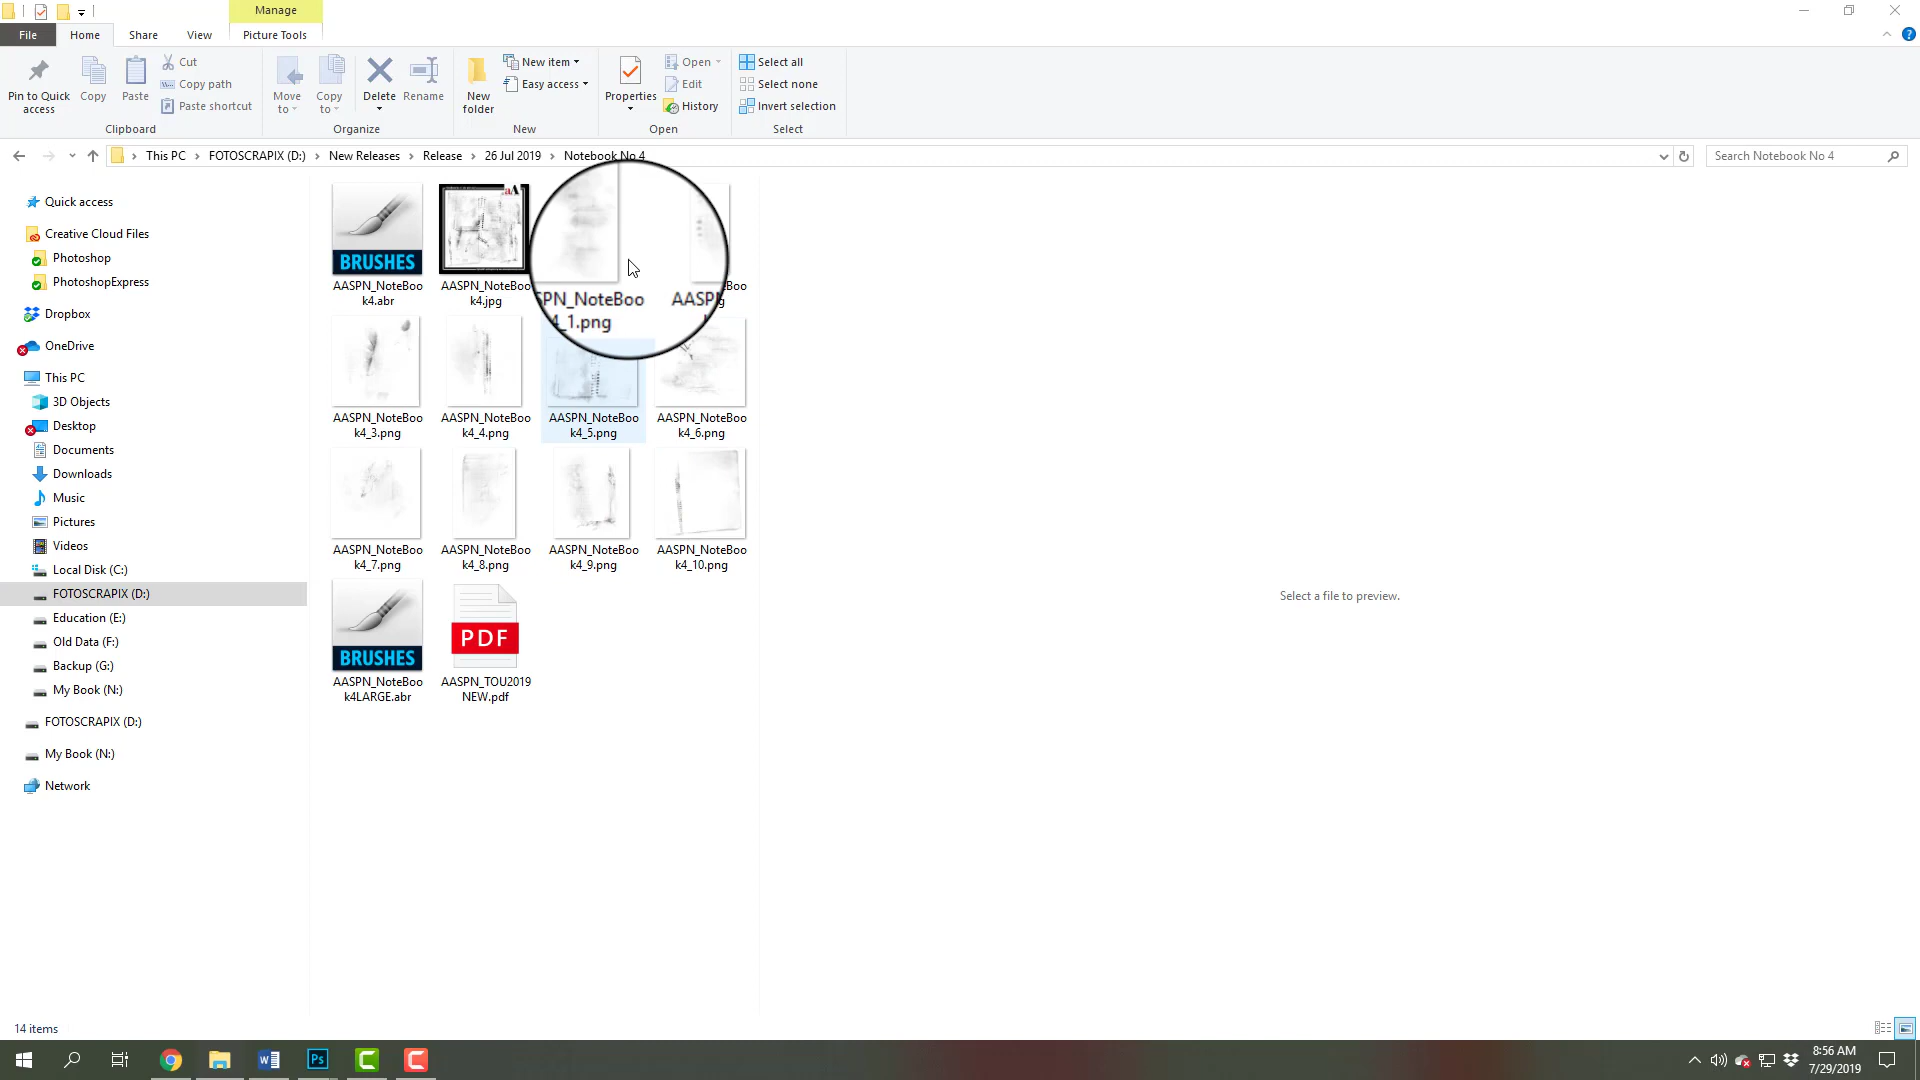 Manage
File
Home
Share
View
Picture Tools
Pin to Quick access
Copy
Paste
Cut
Copy path
Paste shortcut
Clipboard
Move to
Copy to
Delete
Rename
Organize
New folder
New item
Easy access
New
Properties
Open
Edit
History
Open
Select all
Select none
Invert selection
Select
This PC
FOTOSCRAPIX (D:)
New Releases
Release
26 Jul 2019
Notebook No 4
Search Notebook No 4
Quick access
Creative Cloud Files
Photoshop
PhotoshopExpress
Dropbox
OneDrive
This PC
3D Objects
Desktop
Documents
Downloads
Music
Pictures
Videos
Local Disk (C:)
FOTOSCRAPIX (D:)
Education (E:)
Old Data (F:)
Backup (G:)
My Book (N:)
FOTOSCRAPIX (D:)
My Book (N:)
Network
BRUSHES
aA
AASPN_NoteBoo
k4.abr
AASPN_NoteBoo
k4.jpg
SPN_NoteBoo
4_1.png
AASPN
Boo
AASPN_NoteBoo
k4_3.png
AASPN_NoteBoo
k4_4.png
AASPN_NoteBoo
k4_5.png
AASPN_NoteBoo
k4_6.png
AASPN_NoteBoo
k4_7.png
AASPN_NoteBoo
k4_8.png
AASPN_NoteBoo
k4_9.png
AASPN_NoteBoo
k4_10.png
BRUSHES
AASPN_NoteBoo
k4LARGE.abr
PDF
AASPN_TOU2019
NEW.pdf
Select a file to preview.
14 items
Ps
8:56 AM
7/29/2019